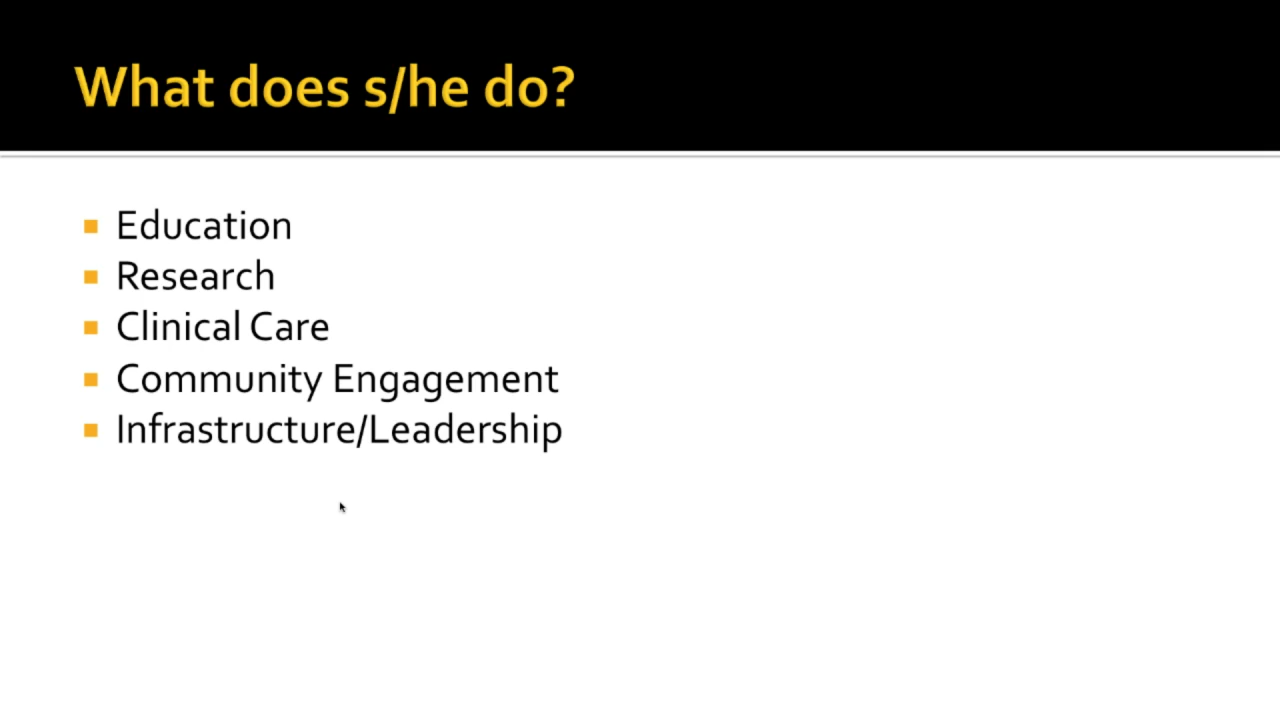 What does s/he do?
Education
Research
Clinical Care
Community Engagement
Infrastructure/Leadership